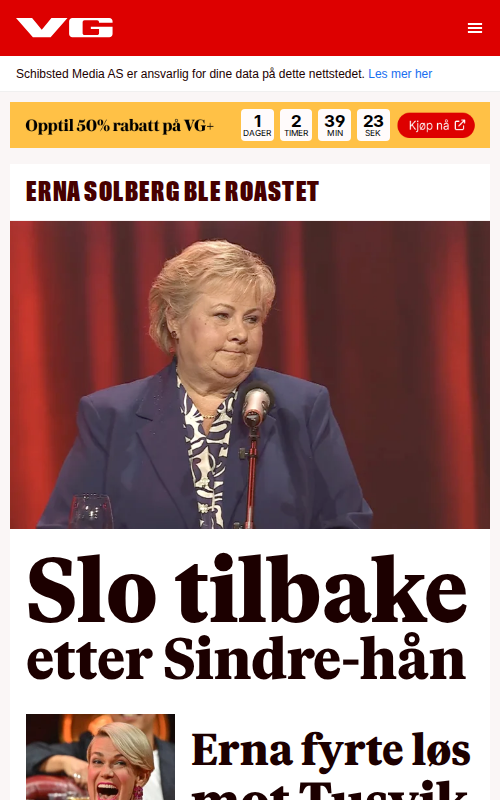 VG
Schibsted Media AS er ansvarlig for dine data på dette nettstedet. Les mer her
Opptil 50% rabatt på VG+
1 2 39 23
DAGER TIMER MIN SEK
Kjøp nå
ERNA SOLBERG BLE ROASTET
Slo tilbake
etter Sindre-hån
Erna fyrte løs
mot Tusvik